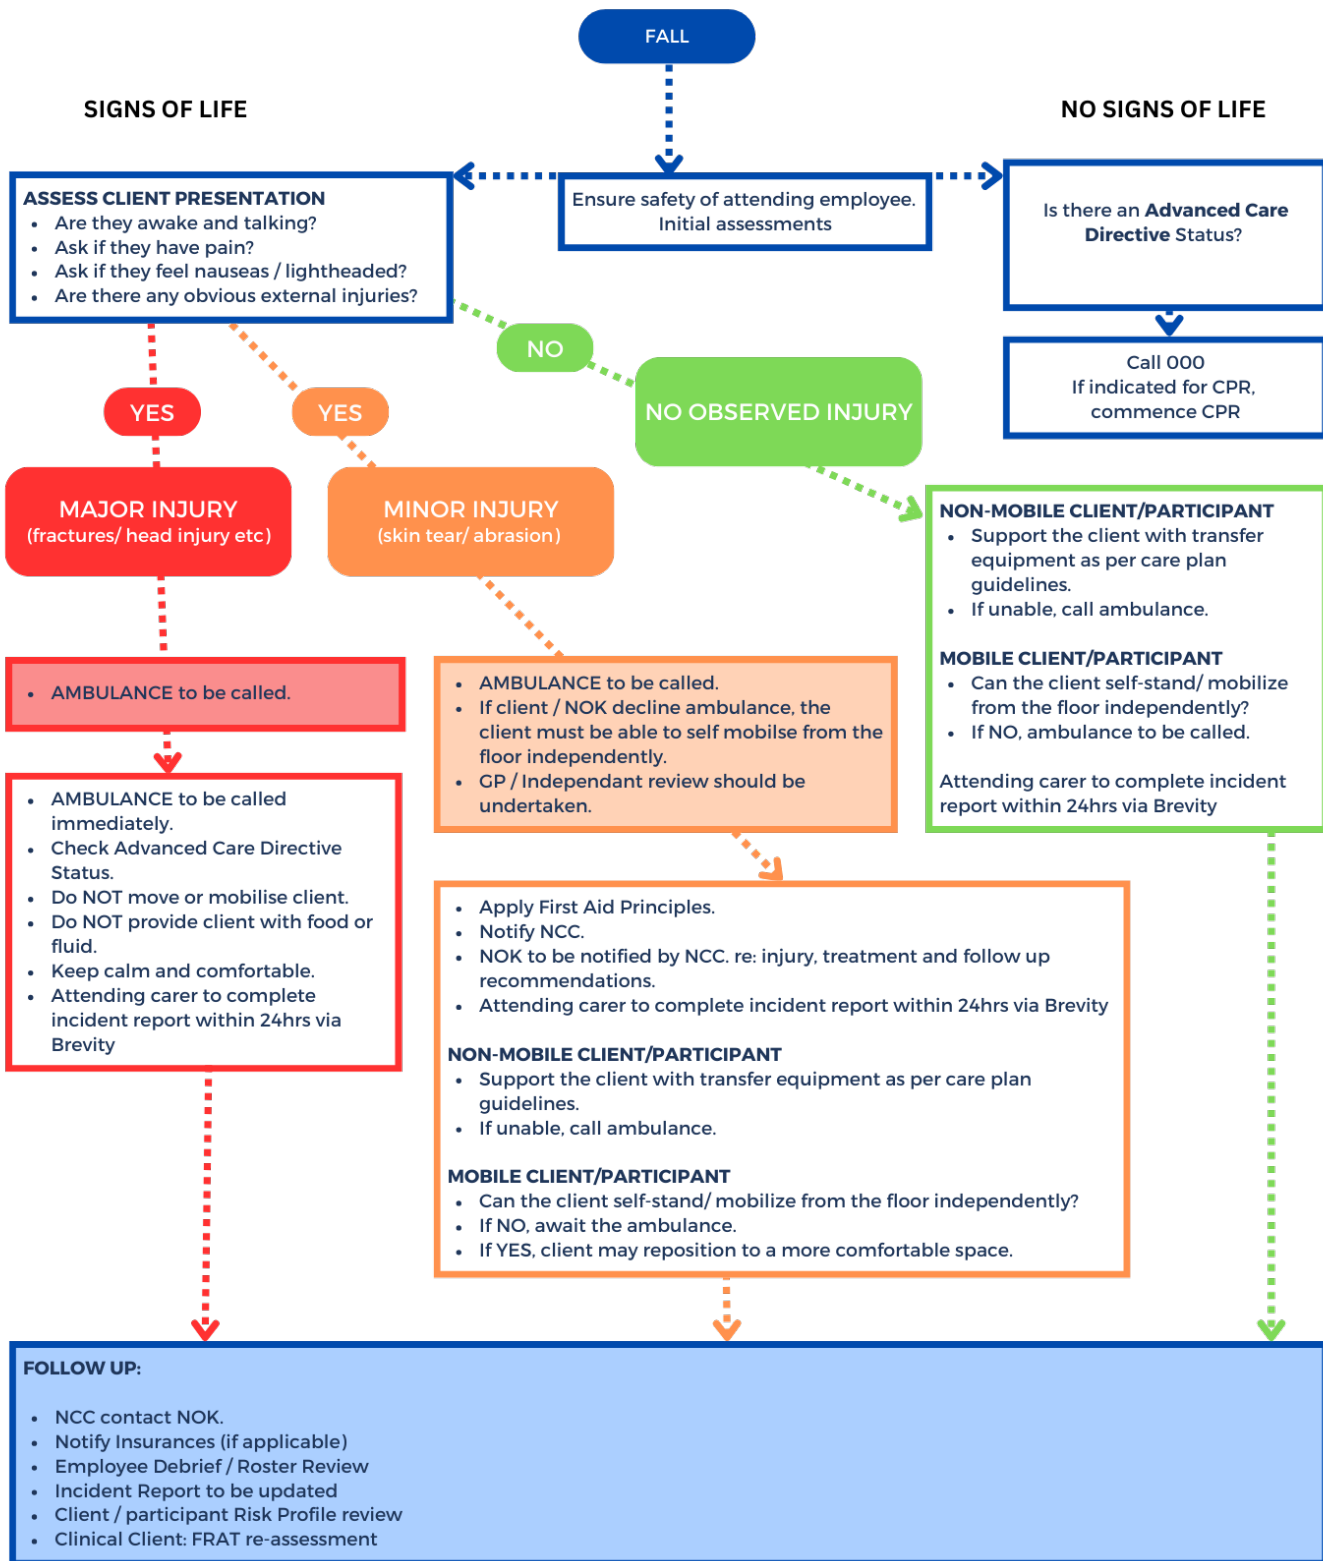 FALL
SIGNS OF LIFE
NO SIGNS OF LIFE
ASSESS CLIENT PRESENTATION
• Are they awake and talking?
• Ask if they have pain?
• Ask if they feel nauseas / lightheaded?
• Are there any obvious external injuries?
Ensure safety of attending employee.
Initial assessments
Is there an Advanced Care
Directive Status?
Call 000
If indicated for CPR,
commence CPR
YES
YES
NO
MAJOR INJURY
(fractures/ head injury etc)
MINOR INJURY
(skin tear/ abrasion)
NO OBSERVED INJURY
• AMBULANCE to be called.
• AMBULANCE to be called
immediately.
• Check Advanced Care Directive
Status.
• Do NOT move or mobilise client.
• Do NOT provide client with food or
fluid.
• Keep calm and comfortable.
• Attending carer to complete
incident report within 24hrs via
Brevity
• AMBULANCE to be called.
• If client / NOK decline ambulance, the
client must be able to self mobilse from the
floor independently.
• GP / Independant review should be
undertaken.
• Apply First Aid Principles.
• Notify NCC.
• NOK to be notified by NCC. re: injury, treatment and follow up
recommendations.
• Attending carer to complete incident report within 24hrs via Brevity
NON-MOBILE CLIENT/PARTICIPANT
• Support the client with transfer equipment as per care plan
guidelines.
• If unable, call ambulance.
MOBILE CLIENT/PARTICIPANT
• Can the client self-stand/ mobilize from the floor independently?
• If NO, await the ambulance.
• If YES, client may reposition to a more comfortable space.
NON-MOBILE CLIENT/PARTICIPANT
• Support the client with transfer
equipment as per care plan
guidelines.
• If unable, call ambulance.
MOBILE CLIENT/PARTICIPANT
• Can the client self-stand/ mobilize
from the floor independently?
• If NO, ambulance to be called.
Attending carer to complete incident
report within 24hrs via Brevity
FOLLOW UP:
• NCC contact NOK.
• Notify Insurances (if applicable)
• Employee Debrief / Roster Review
• Incident Report to be updated
• Client / participant Risk Profile review
• Clinical Client: FRAT re-assessment